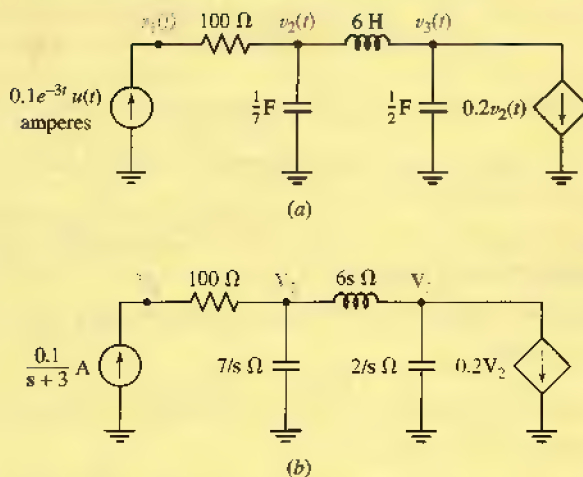 v₁(t) 100 Ω v₂(t) 6 H v₃(t)
0.1e⁻³ᵗ u(t)
amperes
1/7 F
1/2 F
0.2v₂(t)
(a)
100 Ω 6s Ω
0.1/(s + 3) A
7/s Ω
2/s Ω
0.2V₂
(b)